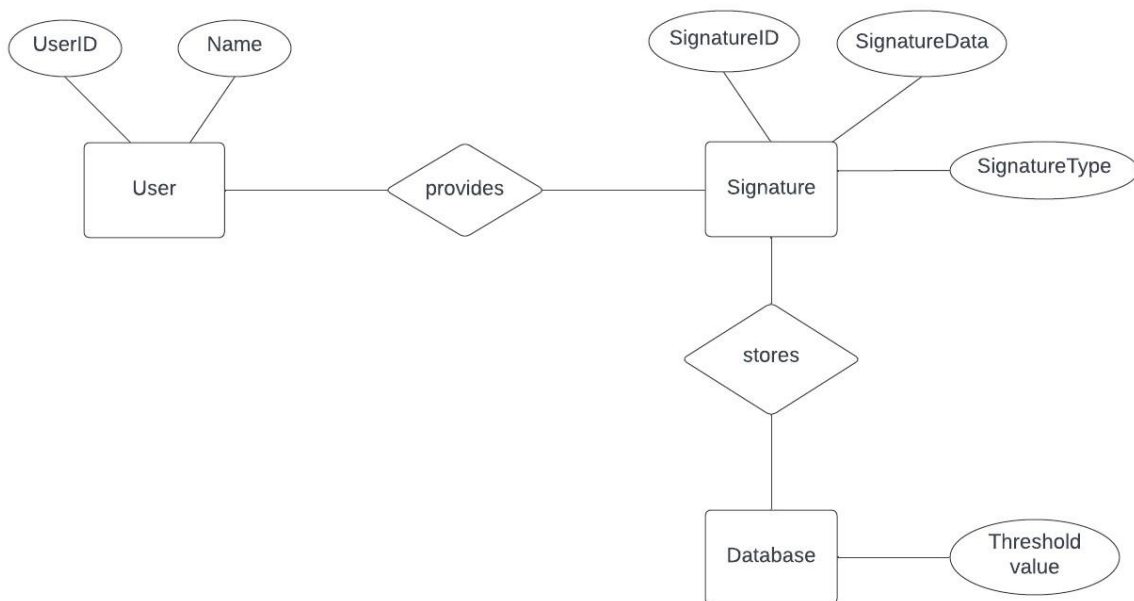 UserID
Name
SignatureID
SignatureData
User
provides
Signature
SignatureType
stores
Database
Threshold
value